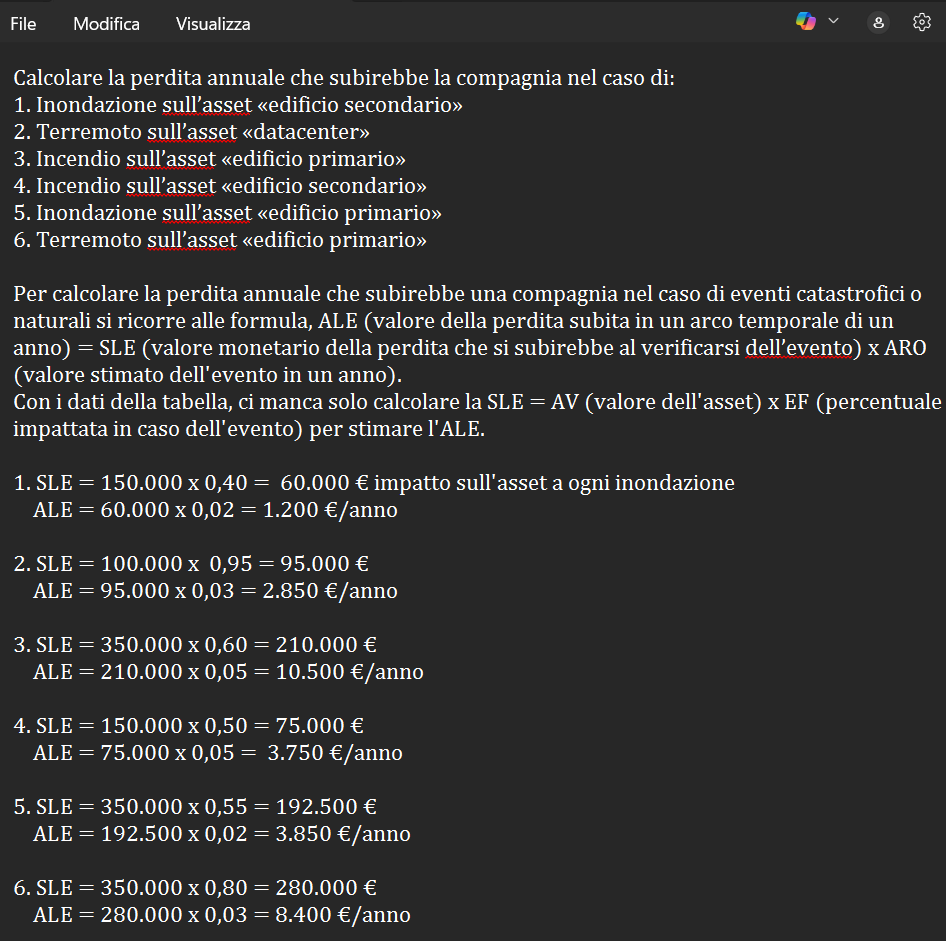 File Modifica Visualizza
Calcolare la perdita annuale che subirebbe la compagnia nel caso di:
1. Inondazione sull’asset «edificio secondario»
2. Terremoto sull’asset «datacenter»
3. Incendio sull’asset «edificio primario»
4. Incendio sull’asset «edificio secondario»
5. Inondazione sull’asset «edificio primario»
6. Terremoto sull’asset «edificio primario»
Per calcolare la perdita annuale che subirebbe una compagnia nel caso di eventi catastrofici o
naturali si ricorre alle formula, ALE (valore della perdita subita in un arco temporale di un
anno) = SLE (valore monetario della perdita che si subirebbe al verificarsi dell’evento) x ARO
(valore stimato dell'evento in un anno).
Con i dati della tabella, ci manca solo calcolare la SLE = AV (valore dell'asset) x EF (percentuale
impattata in caso dell'evento) per stimare l'ALE.
1. SLE = 150.000 x 0,40 = 60.000 € impatto sull'asset a ogni inondazione
ALE = 60.000 x 0,02 = 1.200 €/anno
2. SLE = 100.000 x 0,95 = 95.000 €
ALE = 95.000 x 0,03 = 2.850 €/anno
3. SLE = 350.000 x 0,60 = 210.000 €
ALE = 210.000 x 0,05 = 10.500 €/anno
4. SLE = 150.000 x 0,50 = 75.000 €
ALE = 75.000 x 0,05 = 3.750 €/anno
5. SLE = 350.000 x 0,55 = 192.500 €
ALE = 192.500 x 0,02 = 3.850 €/anno
6. SLE = 350.000 x 0,80 = 280.000 €
ALE = 280.000 x 0,03 = 8.400 €/anno